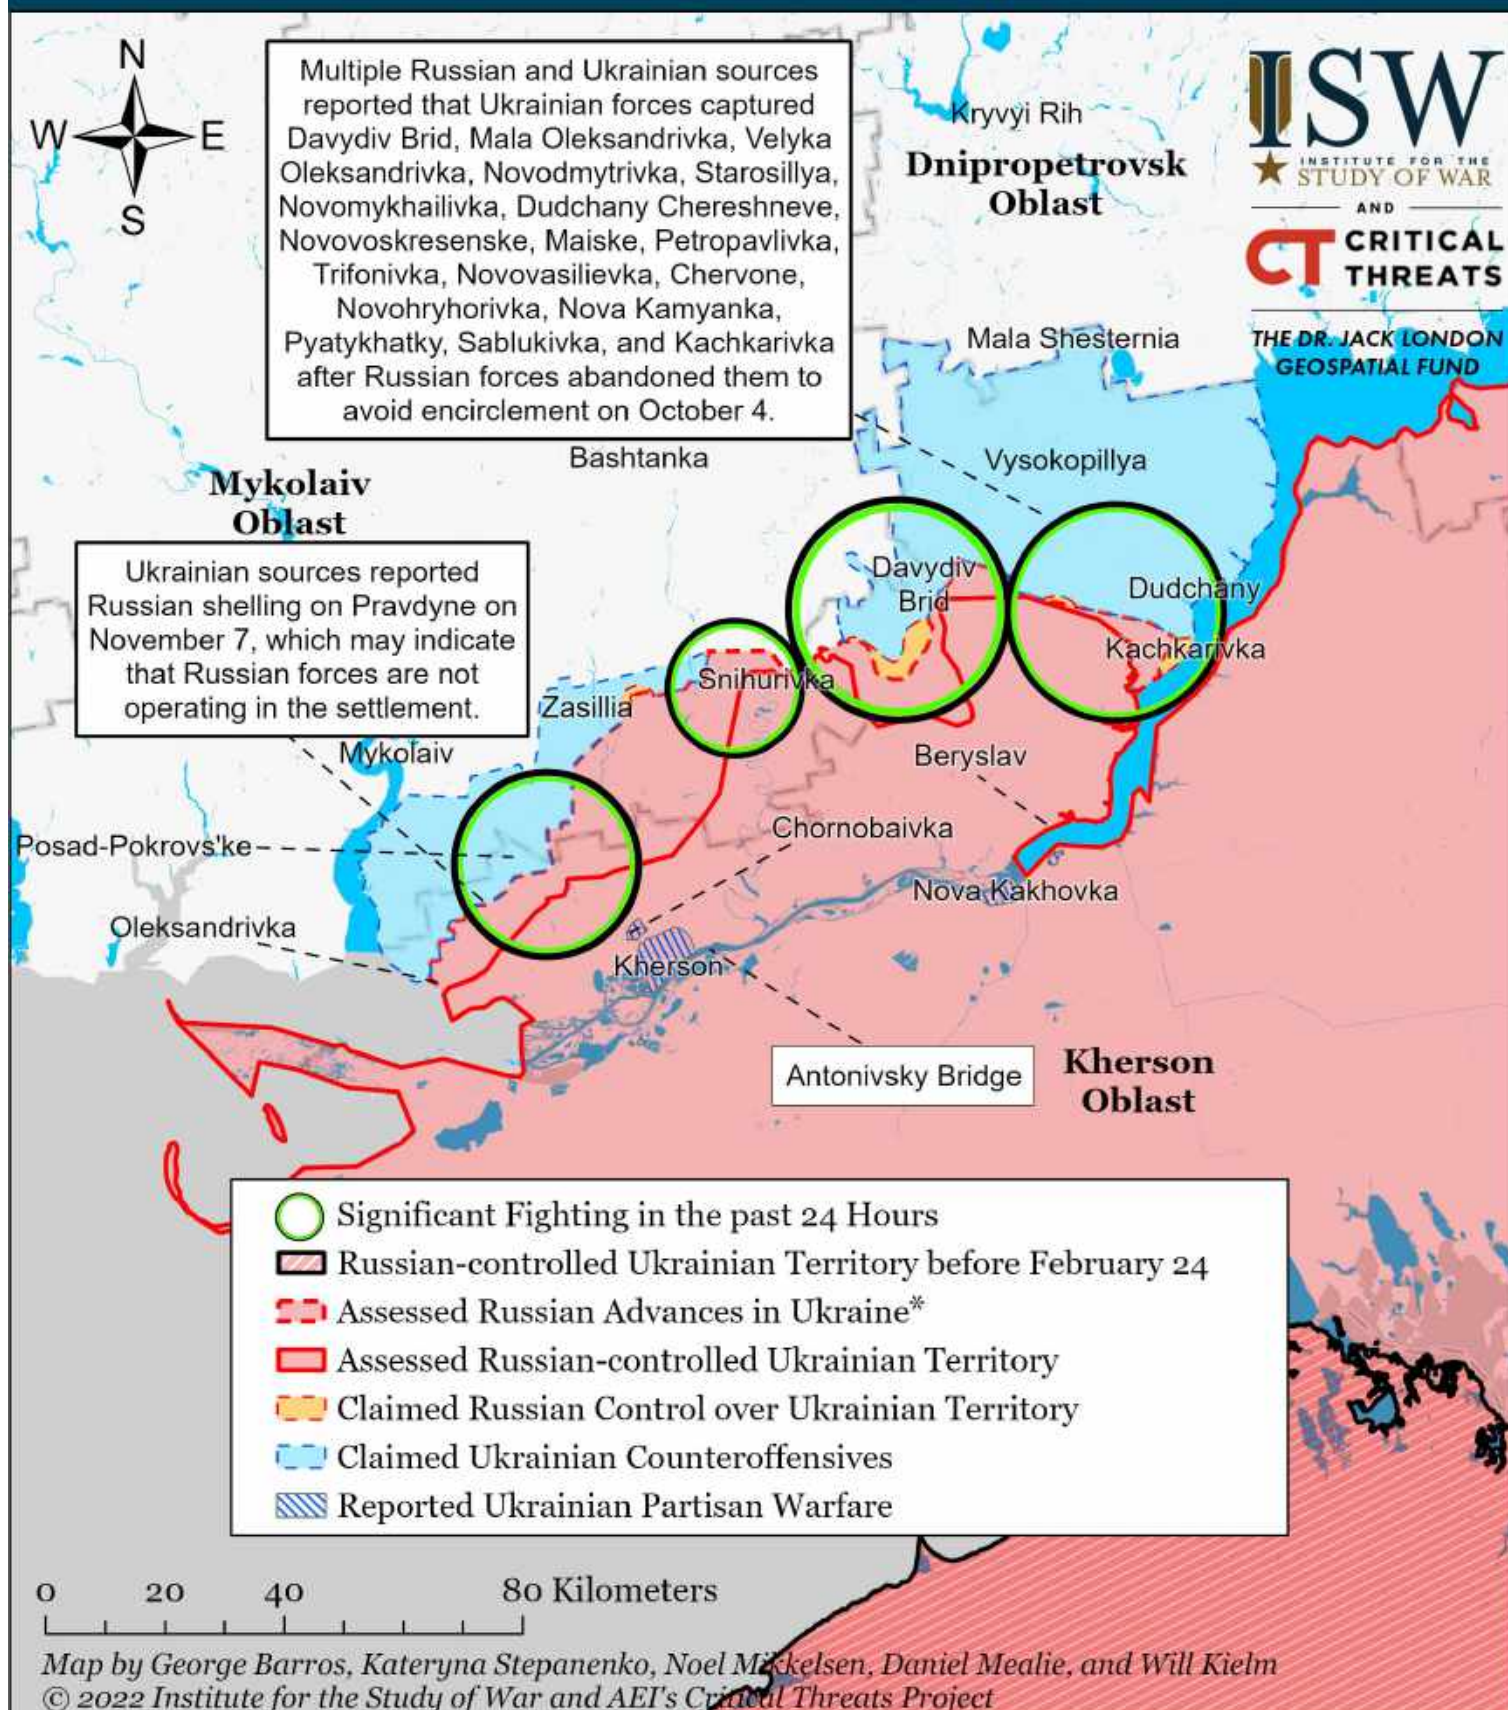 N
W
E
S
Multiple Russian and Ukrainian sources
reported that Ukrainian forces captured
Davydiv Brid, Mala Oleksandrivka, Velyka
Oleksandrivka, Novodmytrivka, Starosillya,
Novomykhailivka, Dudchany Chereshneve,
Novovoskresenske, Maiske, Petropavlivka,
Trifonivka, Novovasilievka, Chervone,
Novohryhorivka, Nova Kamyanka,
Pyatykhatky, Sablukivka, and Kachkarivka
after Russian forces abandoned them to
avoid encirclement on October 4.
Kryvyi Rih
Dnipropetrovsk
Oblast
ISW
INSTITUTE FOR THE
STUDY OF WAR
AND
CT CRITICAL
THREATS
THE DR. JACK LONDON
GEOSPATIAL FUND
Mala Shesternia
Bashtanka
Vysokopillya
Mykolaiv
Oblast
Ukrainian sources reported
Russian shelling on Pravdyne on
November 7, which may indicate
that Russian forces are not
operating in the settlement.
Davydiv
Brid
Dudchany
Kachkarivka
Snihurivka
Zasillia
Mykolaiv
Beryslav
Chornobaivka
Posad-Pokrovs'ke
Nova Kakhovka
Oleksandrivka
Kherson
Antonivsky Bridge
Kherson
Oblast
Significant Fighting in the past 24 Hours
Russian-controlled Ukrainian Territory before February 24
Assessed Russian Advances in Ukraine*
Assessed Russian-controlled Ukrainian Territory
Claimed Russian Control over Ukrainian Territory
Claimed Ukrainian Counteroffensives
Reported Ukrainian Partisan Warfare
0 20 40 80 Kilometers
Map by George Barros, Kateryna Stepanenko, Noel Mikkelsen, Daniel Mealie, and Will Kielm
© 2022 Institute for the Study of War and AEI's Critical Threats Project